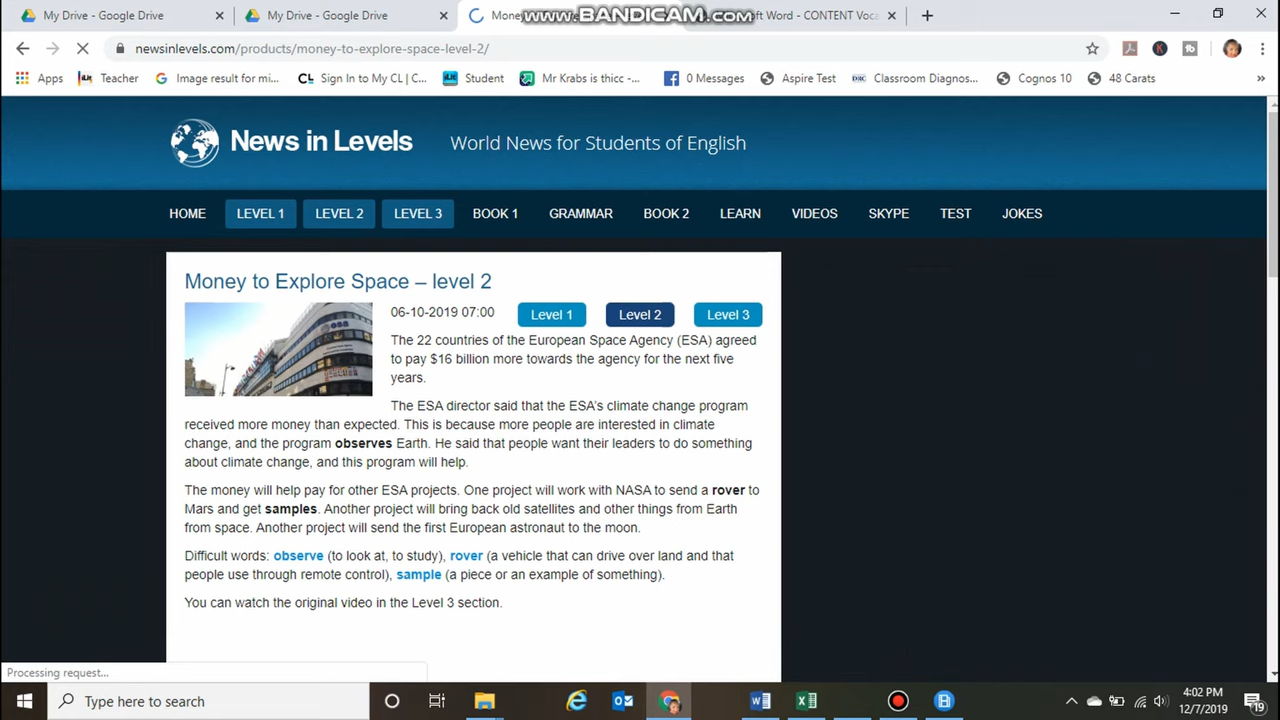 My Drive - Google Drive
My Drive - Google Drive
Mone
www.BANDICAM.com
oft Word - CONTENT Voca
newsinlevels.com/products/money-to-explore-space-level-2/
Apps
Teacher
Image result for mi...
Sign In to My CL | C...
Student
Mr Krabs is thicc -...
0 Messages
Aspire Test
Classroom Diagnos...
Cognos 10
48 Carats
News in Levels
World News for Students of English
HOME
LEVEL 1
LEVEL 2
LEVEL 3
BOOK 1
GRAMMAR
BOOK 2
LEARN
VIDEOS
SKYPE
TEST
JOKES
Money to Explore Space – level 2
06-10-2019 07:00
Level 1
Level 2
Level 3
The 22 countries of the European Space Agency (ESA) agreed
to pay $16 billion more towards the agency for the next five
years.
The ESA director said that the ESA's climate change program
received more money than expected. This is because more people are interested in climate
change, and the program observes Earth. He said that people want their leaders to do something
about climate change, and this program will help.
The money will help pay for other ESA projects. One project will work with NASA to send a rover to
Mars and get samples. Another project will bring back old satellites and other things from Earth
from space. Another project will send the first European astronaut to the moon.
Difficult words: observe (to look at, to study), rover (a vehicle that can drive over land and that
people use through remote control), sample (a piece or an example of something).
You can watch the original video in the Level 3 section.
Processing request...
Type here to search
4:02 PM
12/7/2019
19